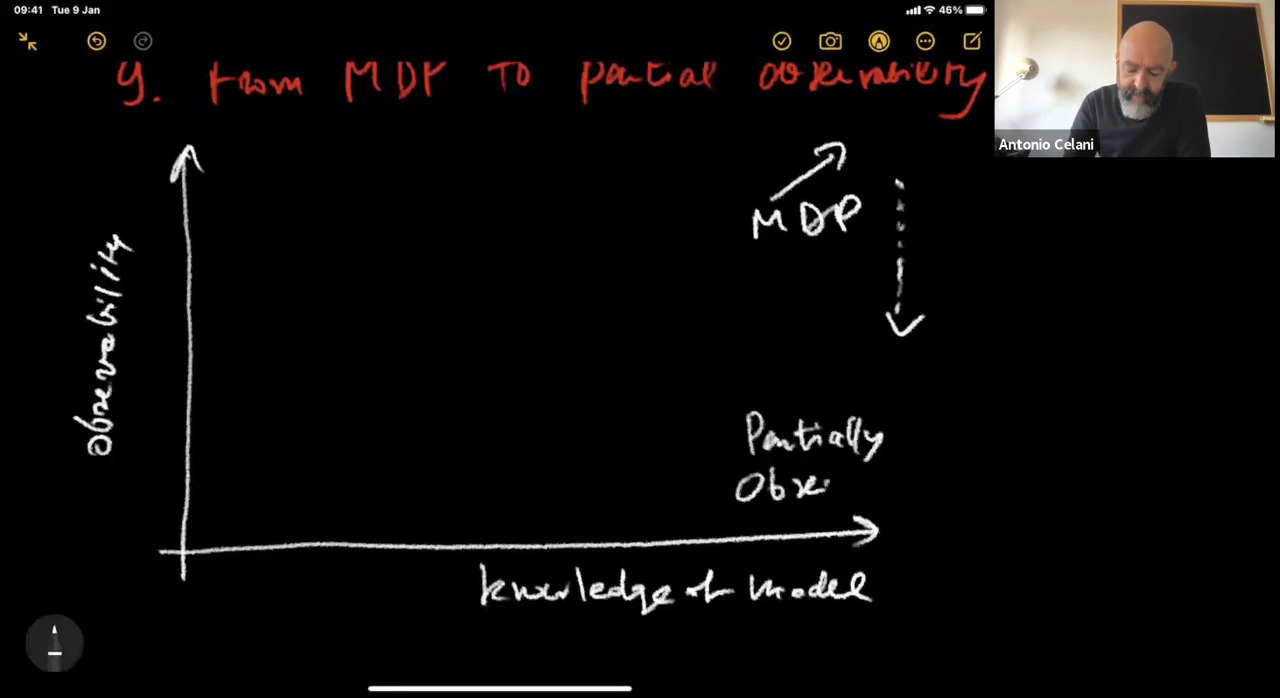 09:41 Tue 9 Jan
46%
9. From MDP To partial observability
Antonio Celani
MDP
observability
Partially
Obse
knowledge of model